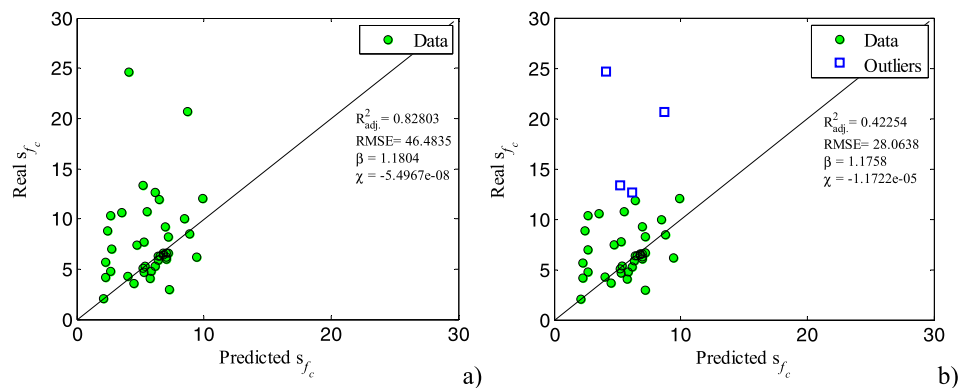 30
25
20
15
10
5
0
0
10
20
30
Real s_fc
Predicted s_fc
Data
R²adj. = 0.82803
RMSE= 46.4835
β = 1.1804
χ = -5.4967e-08
a)
30
25
20
15
10
5
0
0
10
20
30
Real s_fc
Predicted s_fc
Data
Outliers
R²adj. = 0.42254
RMSE= 28.0638
β = 1.1758
χ = -1.1722e-05
b)